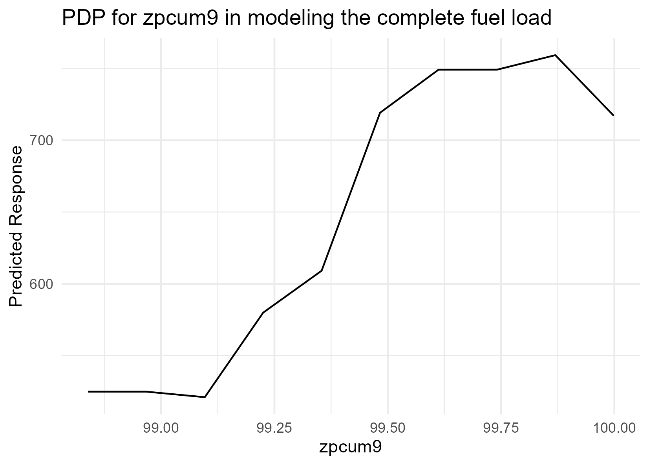 PDP for zpcum9 in modeling the complete fuel load
Predicted Response
700
600
99.00 99.25 99.50 99.75 100.00
zpcum9